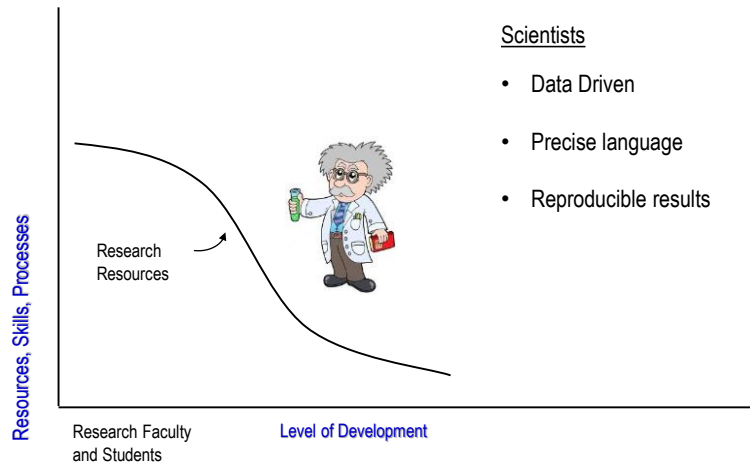 Scientists
• Data Driven
• Precise language
• Reproducible results
Research
Resources
Resources, Skills, Processes
Research Faculty
and Students
Level of Development